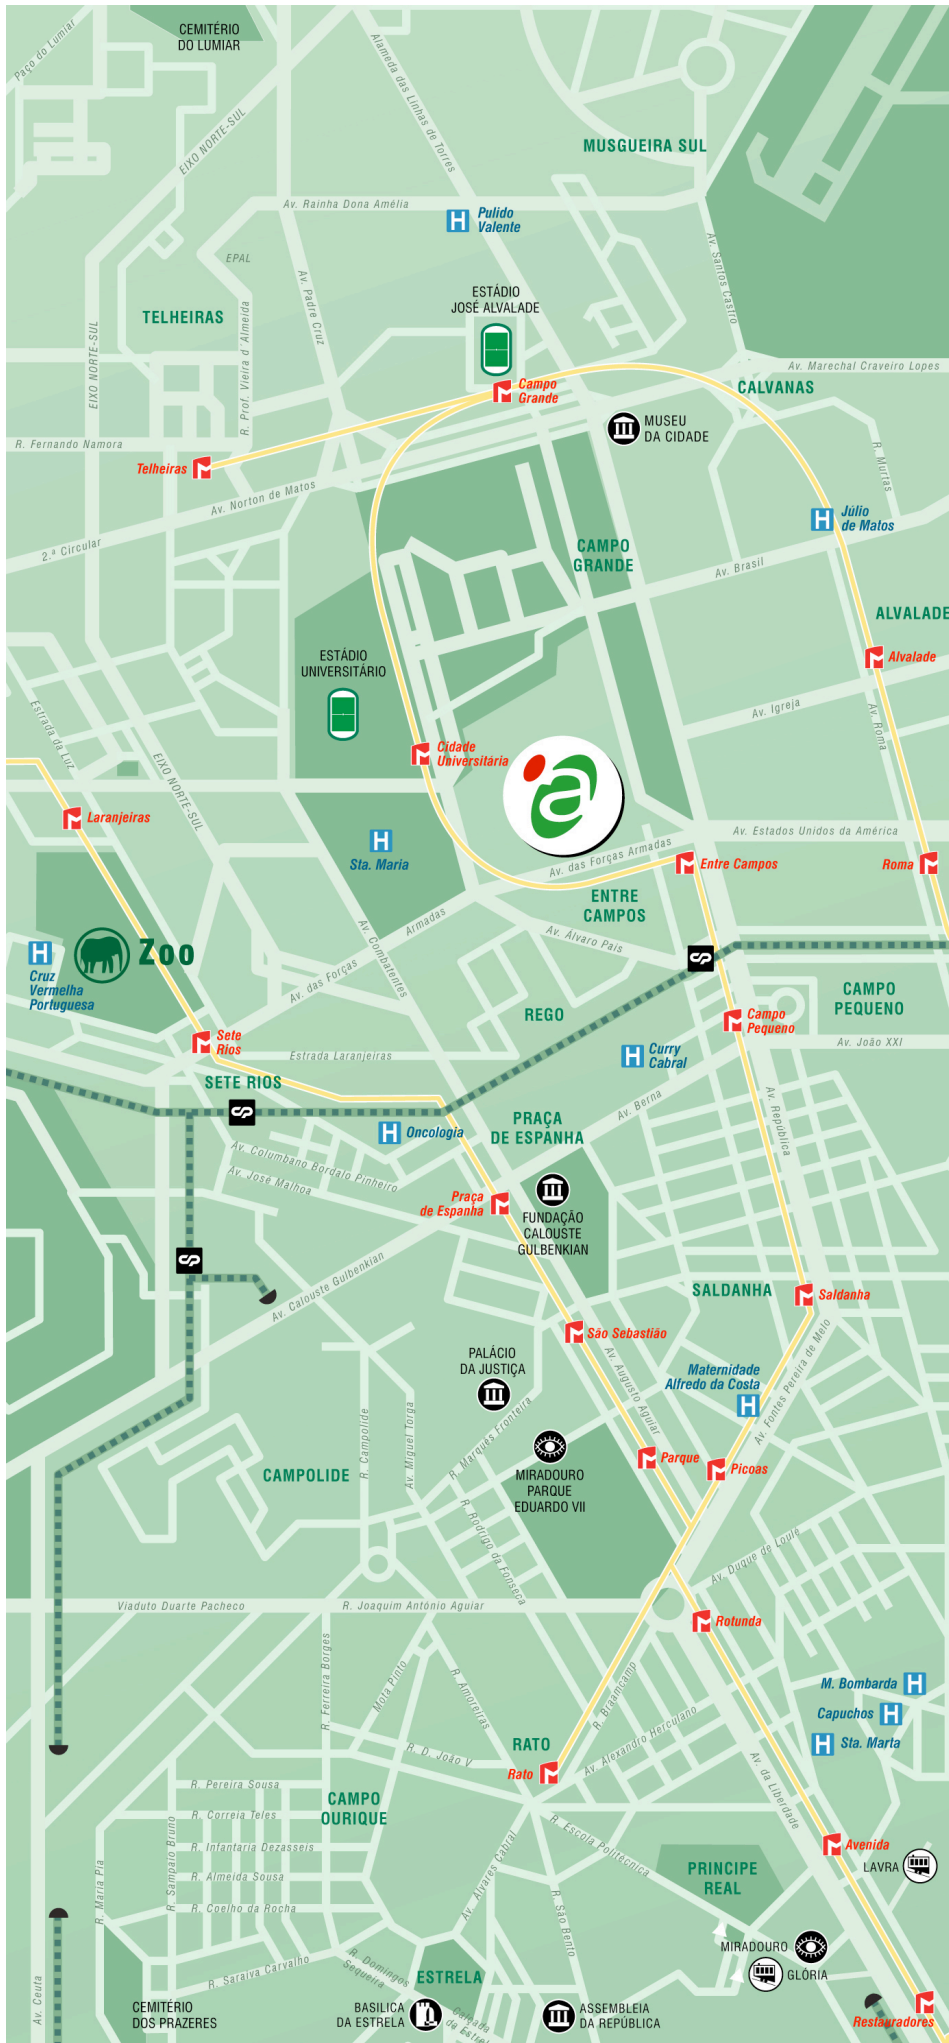 CEMITÉRIO
DO LUMIAR
Paço do Lumiar
Alameda das Linhas de Torres
EIXO NORTE-SUL
MUSGUEIRA SUL
Av. Rainha Dona Amélia
H Pulido
Valente
EPAL
Av. Santos Castro
Av. Padre Cruz
ESTÁDIO
JOSÉ ALVALADE
TELHEIRAS
EIXO NORTE-SUL
R. Prof. Vieira d´Almeida
Av. Marechal Craveiro Lopes
CALVANAS
Campo
Grande
MUSEU
DA CIDADE
R. Fernando Namora
R. Murtas
Telheiras
Av. Norton de Matos
H Júlio
de Matos
2.ª Circular
CAMPO
GRANDE
Av. Brasil
ALVALADE
ESTÁDIO
UNIVERSITÁRIO
Alvalade
Av. Igreja
Av. Roma
Estrada da Luz
EIXO NORTE-SUL
Cidade
Universitária
a
Laranjeiras
Av. Estados Unidos da América
H
Sta. Maria
Av. das Forças Armadas
Entre Campos
Roma
ENTRE
CAMPOS
Av. Álvaro Pais
Av. Combatentes
H
Cruz
Vermelha
Portuguesa
Zoo
Av. das Forças Armadas
CAMPO
PEQUENO
REGO
Campo
Pequeno
Sete
Rios
Av. João XXI
Estrada Laranjeiras
H Curry
Cabral
SETE RIOS
Av. Berna
Av. República
H Oncologia
PRAÇA
DE ESPANHA
Av. Columbano Bordalo Pinheiro
Av. José Malhoa
Praça
de Espanha
FUNDAÇÃO
CALOUSTE
GULBENKIAN
Av. Calouste Gulbenkian
SALDANHA
Saldanha
São Sebastião
Av. Fontes Pereira de Melo
PALÁCIO
DA JUSTIÇA
Av. Augusto Aguiar
Maternidade
Alfredo da Costa
H
R. Campolide
Av. Miguel Torga
R. Marquês Fronteira
MIRADOURO
PARQUE
EDUARDO VII
Parque
Picoas
CAMPOLIDE
R. Rodrigo da Fonseca
Av. Duque de Loule
Viaduto Duarte Pacheco
R. Joaquim António Aguiar
Rotunda
R. Ferreira Borges
Mota Pinto
R. Amoreiras
R. Braamcamp
M. Bombarda H
Capuchos H
H Sta. Marta
Av. Alexandro Herculano
RATO
R. D. João V
Rato
Av. da Liberdade
R. Pereira Sousa
CAMPO
OURIQUE
R. Correia Teles
R. Sampaio Bruno
R. Infantaria Dezasseis
R. Escola Politecnica
Avenida
LAVRA
R. Almeida Sousa
Av. Alvares Cabral
PRINCIPE
REAL
R. Maria Pia
R. Coelho da Rocha
R. São Bento
MIRADOURO
GLÓRIA
R. Saraiva Carvalho
R. Domingos
Sequeira
ESTRELA
Av. Ceuta
CEMITÉRIO
DOS PRAZERES
BASILICA
DA ESTRELA
Calçada
da Estrela
ASSEMBLEIA
DA REPÚBLICA
Restauradores